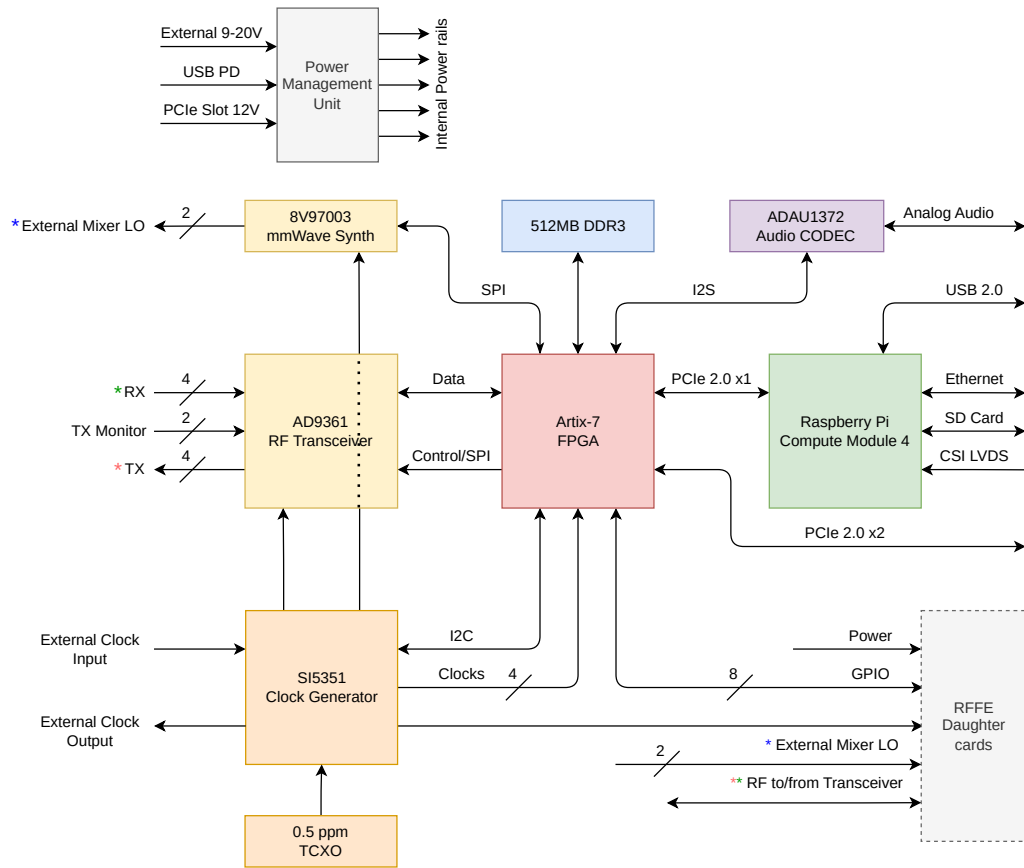 External 9-20V
USB PD
PCIe Slot 12V
Power
Management
Unit
Internal Power rails
*External Mixer LO
2
8V97003
mmWave Synth
512MB DDR3
ADAU1372
Audio CODEC
Analog Audio
SPI
I2S
USB 2.0
*RX
4
TX Monitor
2
*TX
4
AD9361
RF Transceiver
Data
Control/SPI
Artix-7
FPGA
PCIe 2.0 x1
Raspberry Pi
Compute Module 4
Ethernet
SD Card
CSI LVDS
PCIe 2.0 x2
External Clock
Input
External Clock
Output
SI5351
Clock Generator
I2C
Clocks
4
8
Power
GPIO
RFFE
Daughter
cards
2
* External Mixer LO
** RF to/from Transceiver
0.5 ppm
TCXO